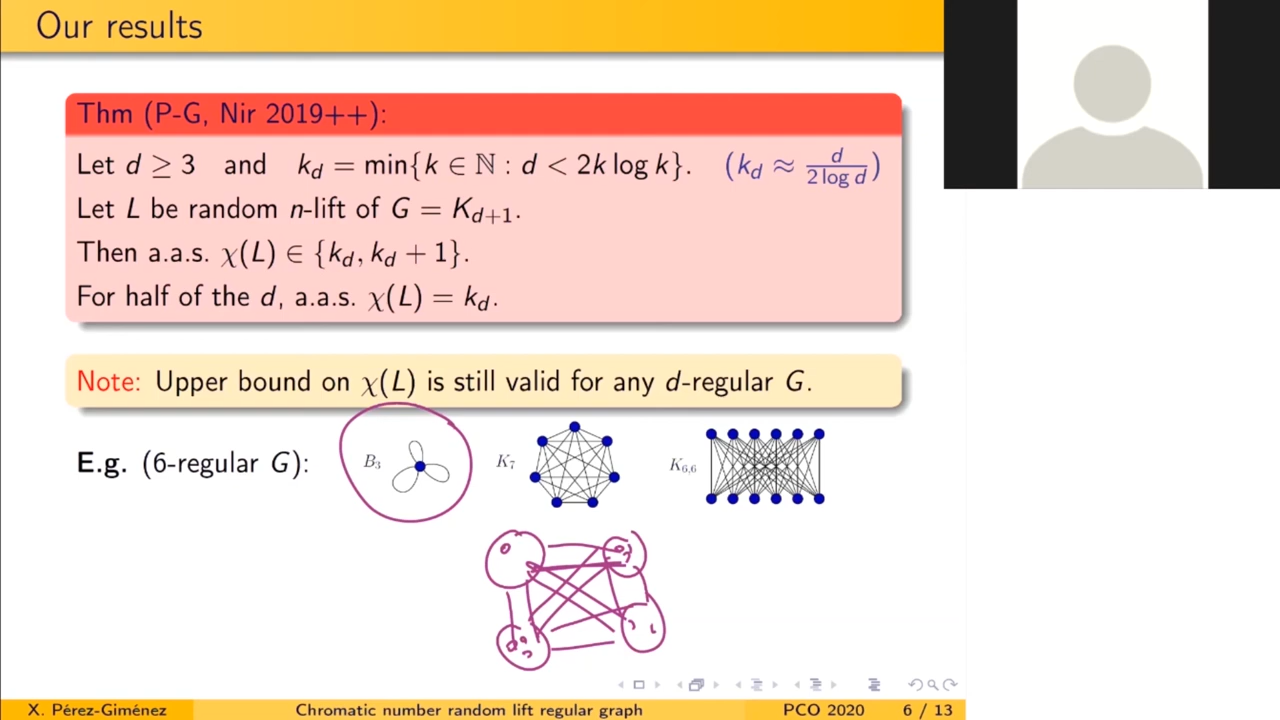 Our results
Thm (P-G, Nir 2019++):
Let d ≥ 3 and k_d = min{k ∈ ℕ : d < 2k log k}. (k_d ≈ d/(2 log d))
Let L be random n-lift of G = K_{d+1}.
Then a.a.s. χ(L) ∈ {k_d, k_d + 1}.
For half of the d, a.a.s. χ(L) = k_d.
Note: Upper bound on χ(L) is still valid for any d-regular G.
E.g. (6-regular G): B_3 K_7 K_{6,6}
X. Pérez-Giménez Chromatic number random lift regular graph PCO 2020 6 / 13